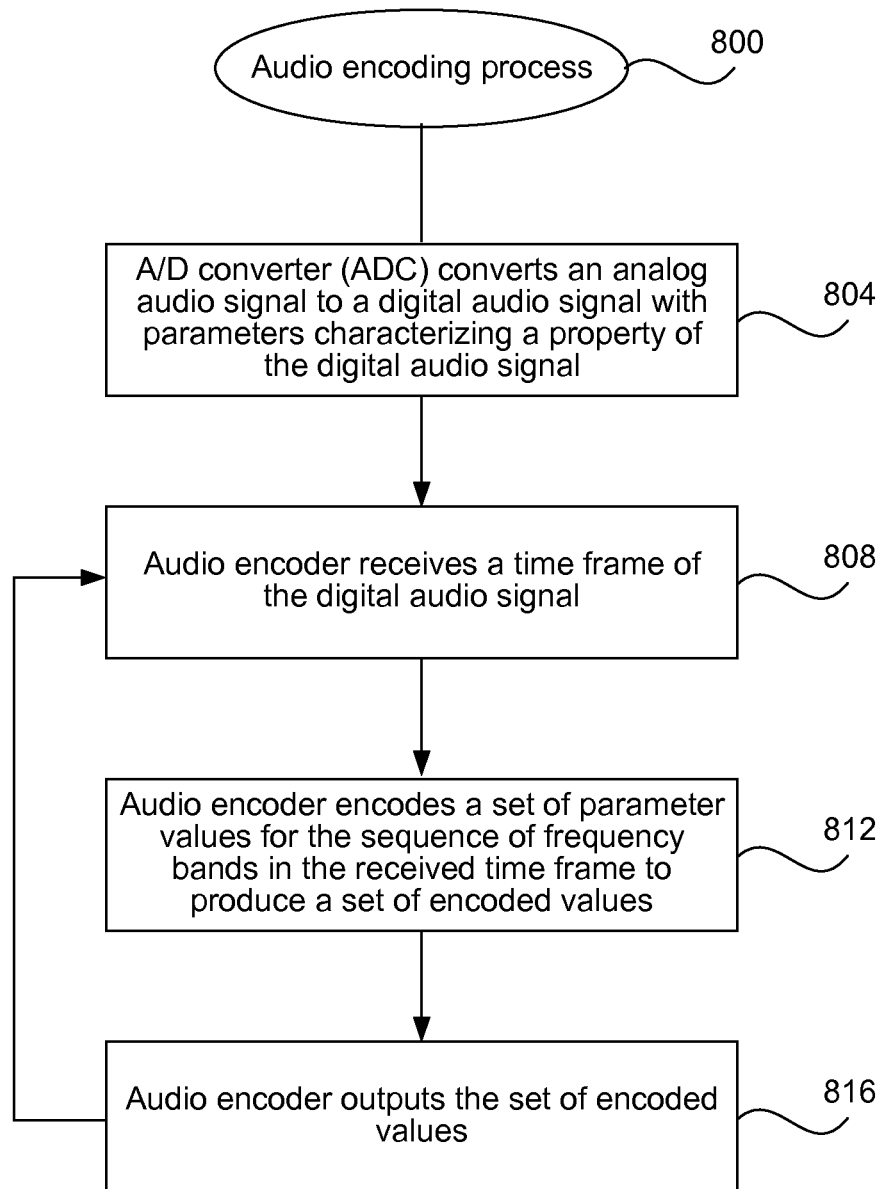 Audio encoding process
800
A/D converter (ADC) converts an analog
audio signal to a digital audio signal with
parameters characterizing a property of
the digital audio signal
804
Audio encoder receives a time frame of
the digital audio signal
808
Audio encoder encodes a set of parameter
values for the sequence of frequency
bands in the received time frame to
produce a set of encoded values
812
Audio encoder outputs the set of encoded
values
816